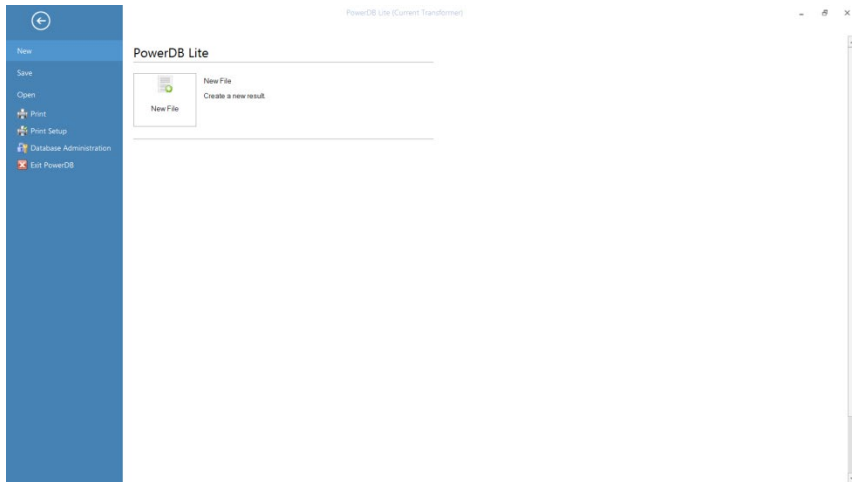 PowerDB Lite (Current Transformer)
New
Save
Open
Print
Print Setup
Database Administration
Exit PowerDB
PowerDB Lite
New File
New File
Create a new result.